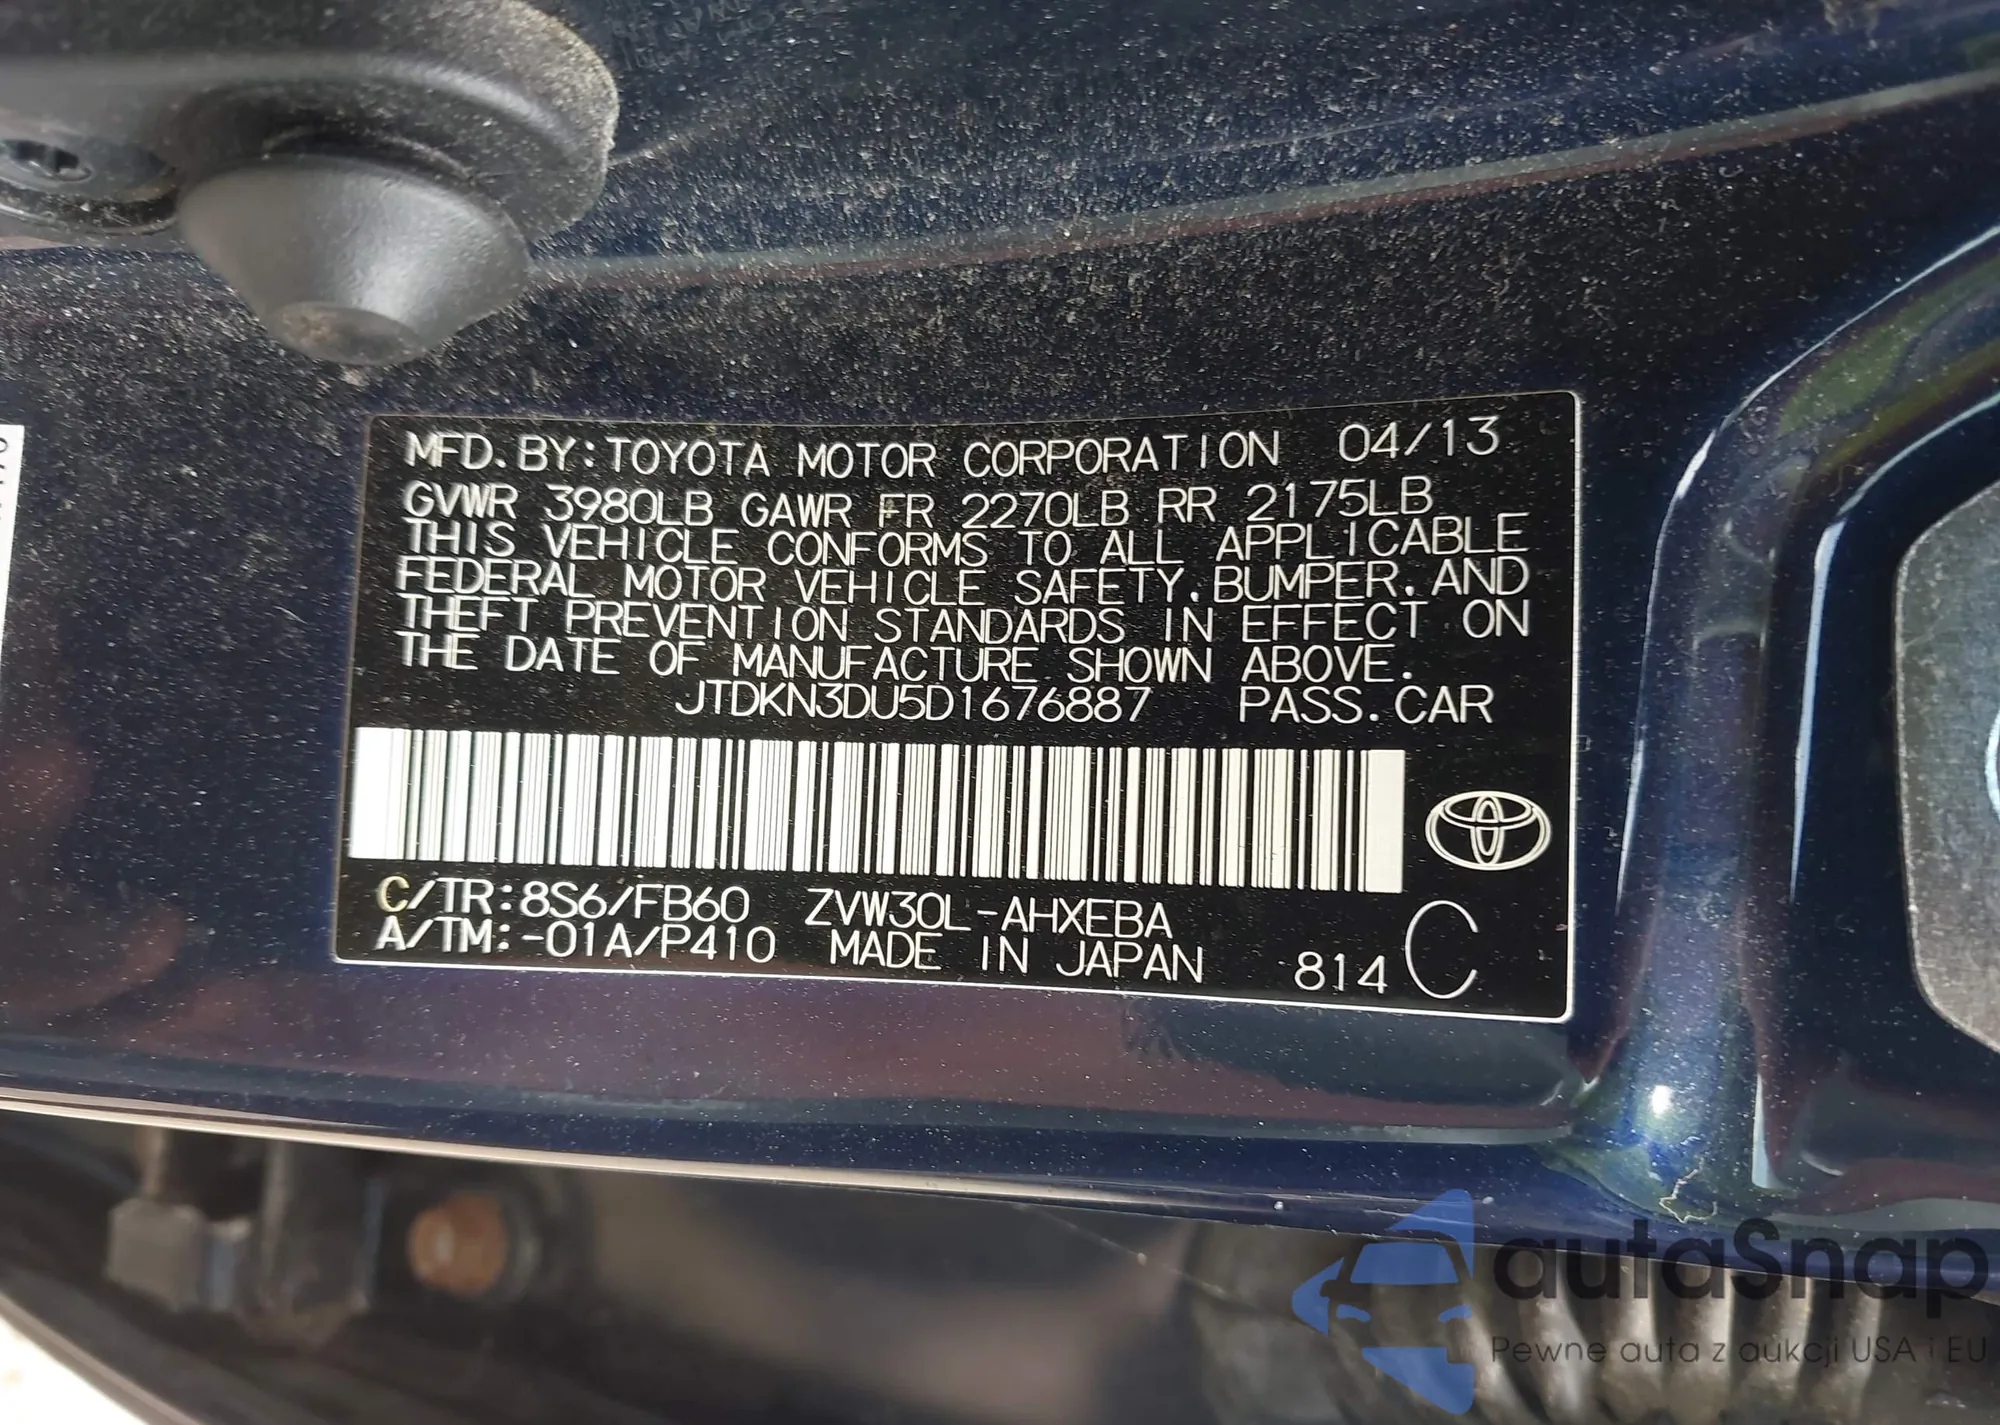 MFD. BY: TOYOTA MOTOR CORPORATION 04/13
GVWR 3980LB GAWR FR 2270LB RR 2175LB
THIS VEHICLE CONFORMS TO ALL APPLICABLE
FEDERAL MOTOR VEHICLE SAFETY, BUMPER, AND
THEFT PREVENTION STANDARDS IN EFFECT ON
THE DATE OF MANUFACTURE SHOWN ABOVE.
JTDKN3DU5D1676887 PASS. CAR
C/TR: 8S6/FB60 ZVW30L-AHXEBA
A/TM: -01A/P410 MADE IN JAPAN 814 C
autaSnap
Pewne auta z aukcji USA i EU